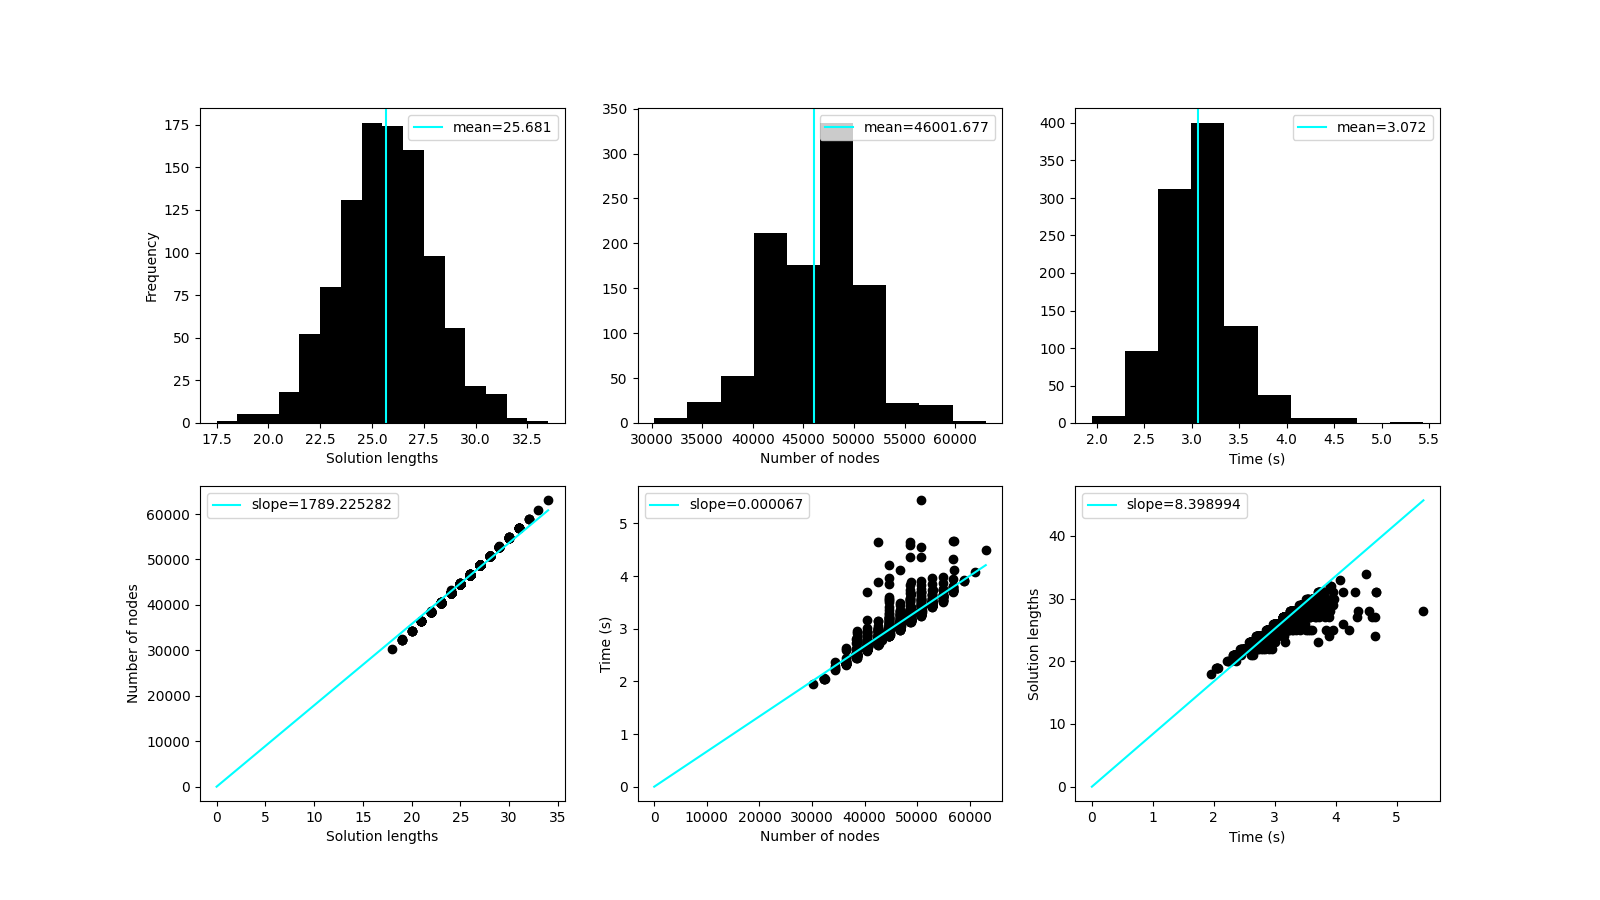 mean=25.681
175
150
125
100
75
50
25
0
Frequency
17.5 20.0 22.5 25.0 27.5 30.0 32.5
Solution lengths
mean=46001.677
350
300
250
200
150
100
50
0
30000 35000 40000 45000 50000 55000 60000
Number of nodes
mean=3.072
400
350
300
250
200
150
100
50
0
2.0 2.5 3.0 3.5 4.0 4.5 5.0 5.5
Time (s)
slope=1789.225282
60000
50000
40000
30000
20000
10000
0
Number of nodes
0 5 10 15 20 25 30 35
Solution lengths
slope=0.000067
5
4
3
2
1
0
Time (s)
0 10000 20000 30000 40000 50000 60000
Number of nodes
slope=8.398994
40
30
20
10
0
Solution lengths
0 1 2 3 4 5
Time (s)